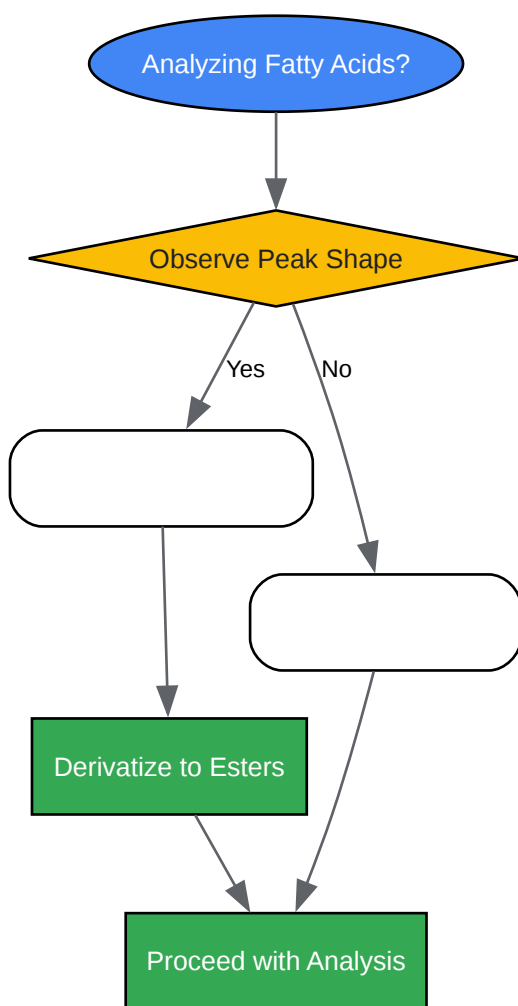 Analyzing Fatty Acids?
Observe Peak Shape
Yes
No
Derivatize to Esters
Proceed with Analysis